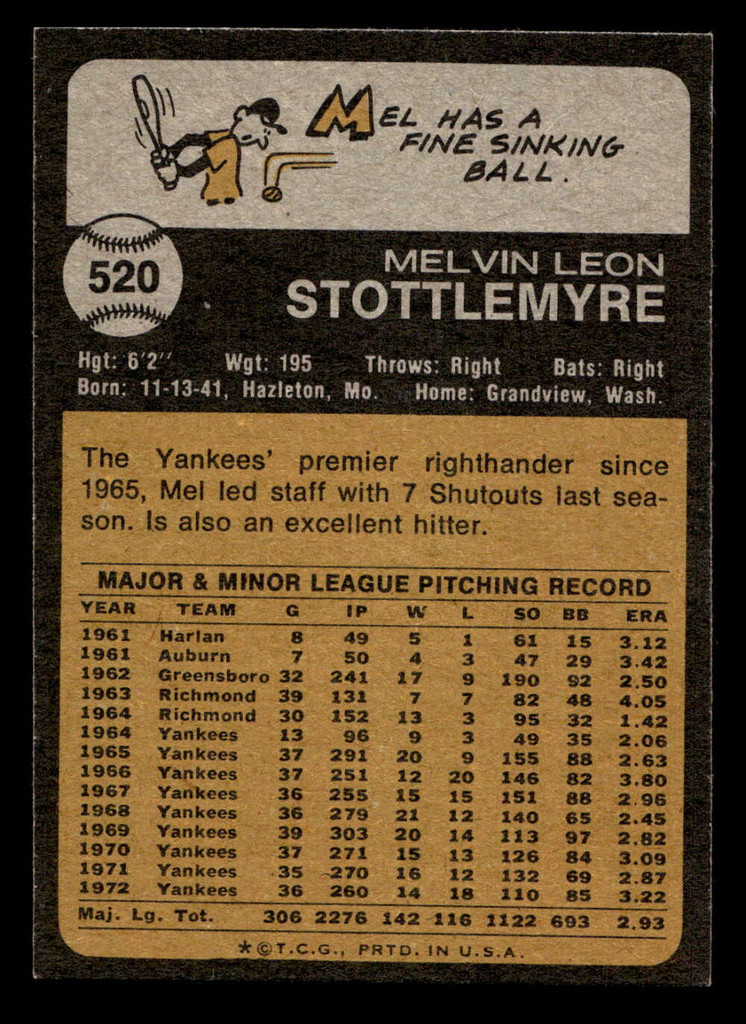 MEL HAS A
FINE SINKING
BALL.
520
MELVIN LEON
STOTTLEMYRE
Hgt: 6'2" Wgt: 195 Throws: Right Bats: Right
Born: 11-13-41, Hazleton, Mo. Home: Grandview, Wash.
The Yankees' premier righthander since
1965, Mel led staff with 7 Shutouts last sea-
son. Is also an excellent hitter.
MAJOR & MINOR LEAGUE PITCHING RECORD
YEAR TEAM G IP W L SO BB ERA
1961 Harlan 8 49 5 1 61 15 3.12
1961 Auburn 7 50 4 3 47 29 3.42
1962 Greensboro 32 241 17 9 190 92 2.50
1963 Richmond 39 131 7 7 82 48 4.05
1964 Richmond 30 152 13 3 95 32 1.42
1964 Yankees 13 96 9 3 49 35 2.06
1965 Yankees 37 291 20 9 155 88 2.63
1966 Yankees 37 251 12 20 146 82 3.80
1967 Yankees 36 255 15 15 151 88 2.96
1968 Yankees 36 279 21 12 140 65 2.45
1969 Yankees 39 303 20 14 113 97 2.82
1970 Yankees 37 271 15 13 126 84 3.09
1971 Yankees 35 270 16 12 132 69 2.87
1972 Yankees 36 260 14 18 110 85 3.22
Maj. Lg. Tot. 306 2276 142 116 1122 693 2.93
*©T.C.G., PRTD. IN U.S.A.